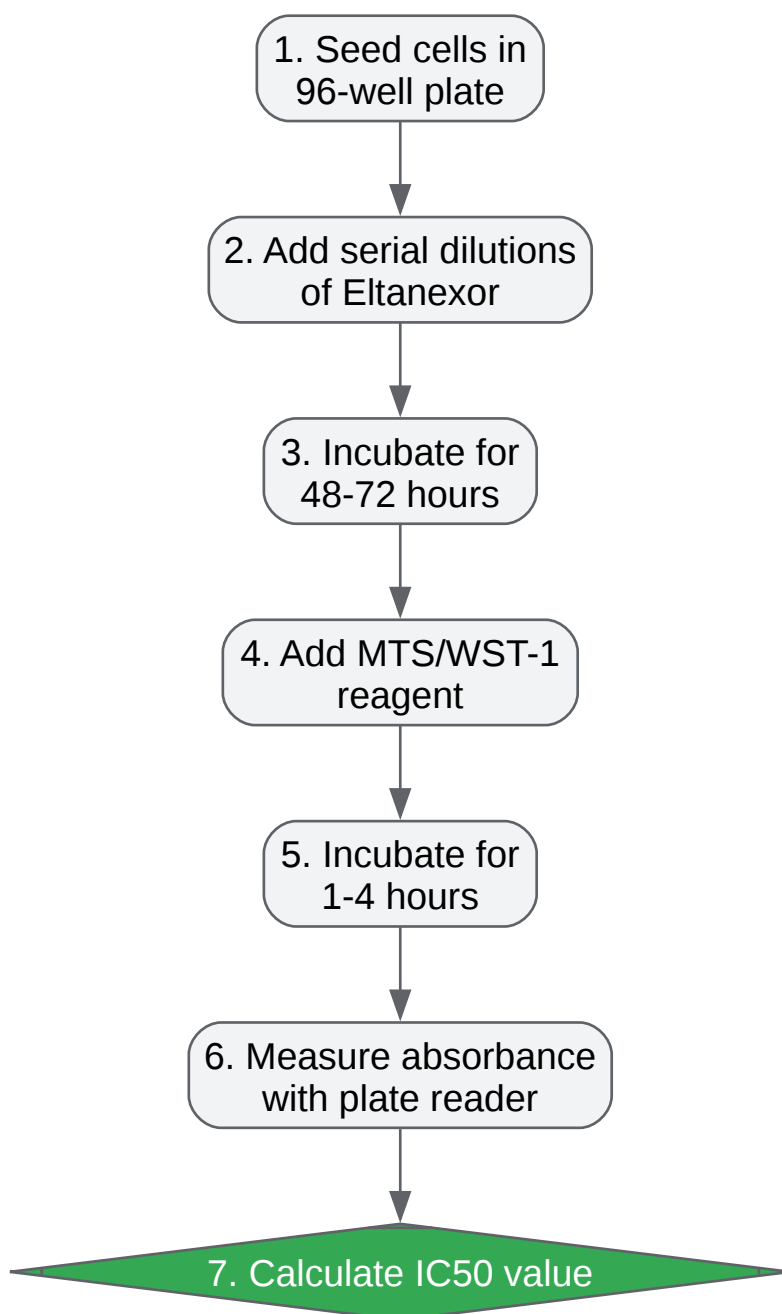 1. Seed cells in
96-well plate
2. Add serial dilutions
of Eltanexor
3. Incubate for
48-72 hours
4. Add MTS/WST-1
reagent
5. Incubate for
1-4 hours
6. Measure absorbance
with plate reader
7. Calculate IC50 value